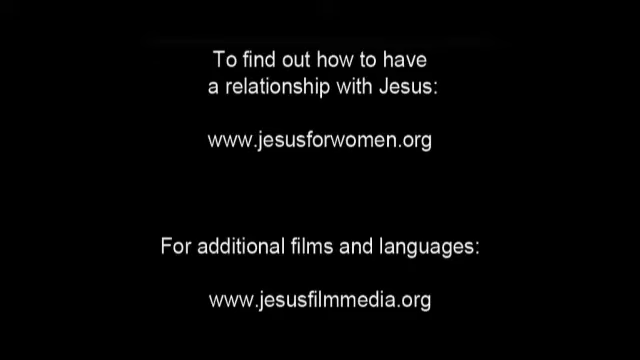 To find out how to have
a relationship with Jesus:
www.jesusforwomen.org
For additional films and languages:
www.jesusfilmmedia.org